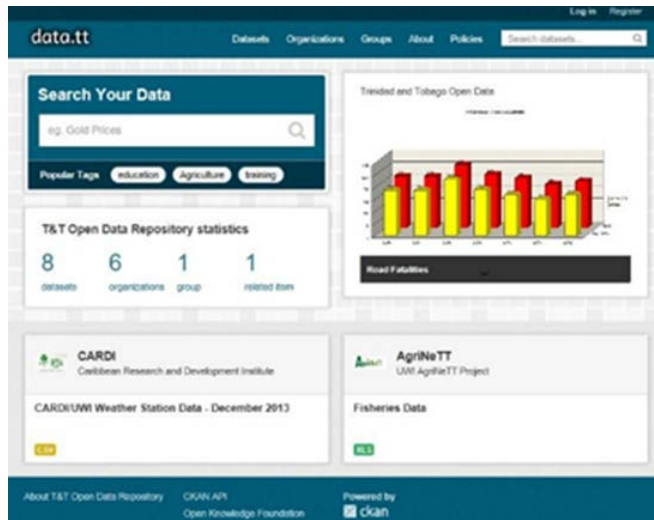 Log in Register
data.tt
Datasets Organizations Groups About Policies Search datasets...
Search Your Data
eg. Gold Prices
Popular Tags education Agriculture training
Trinidad and Tobago Open Data
Road Fatalities
T&T Open Data Repository statistics
8 6 1 1
datasets organizations group related item
CARDI
Caribbean Research and Development Institute
CARDI/UWI Weather Station Data - December 2013
CSV
AgriNeTT
UWI AgriNeTT Project
Fisheries Data
XLS
About T&T Open Data Repository
CKAN API
Open Knowledge Foundation
Powered by
ckan